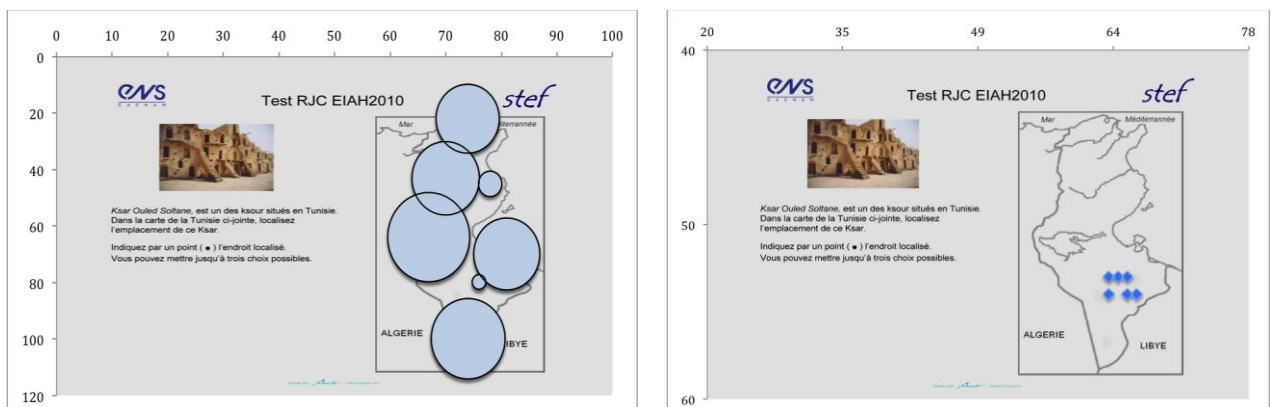 0 10 20 30 40 50 60 70 80 90 100
0
20
40
60
80
100
120
ens
CACHAN
Test RJC EIAH2010
stef
Mer
diterrannée
Ksar Ouled Soltane, est un des ksour situés en Tunisie.
Dans la carte de la Tunisie ci-jointe, localisez
l'emplacement de ce Ksar.
Indiquez par un point ( ● ) l'endroit localisé.
Vous pouvez mettre jusqu'à trois choix possibles.
ALGERIE
IBYE
20 35 49 64 78
40
50
60
ens
CACHAN
Test RJC EIAH2010
stef
Mer Méditerrannée
Ksar Ouled Soltane, est un des ksour situés en Tunisie.
Dans la carte de la Tunisie ci-jointe, localisez
l'emplacement de ce Ksar.
Indiquez par un point ( ● ) l'endroit localisé.
Vous pouvez mettre jusqu'à trois choix possibles.
ALGERIE
LIBYE